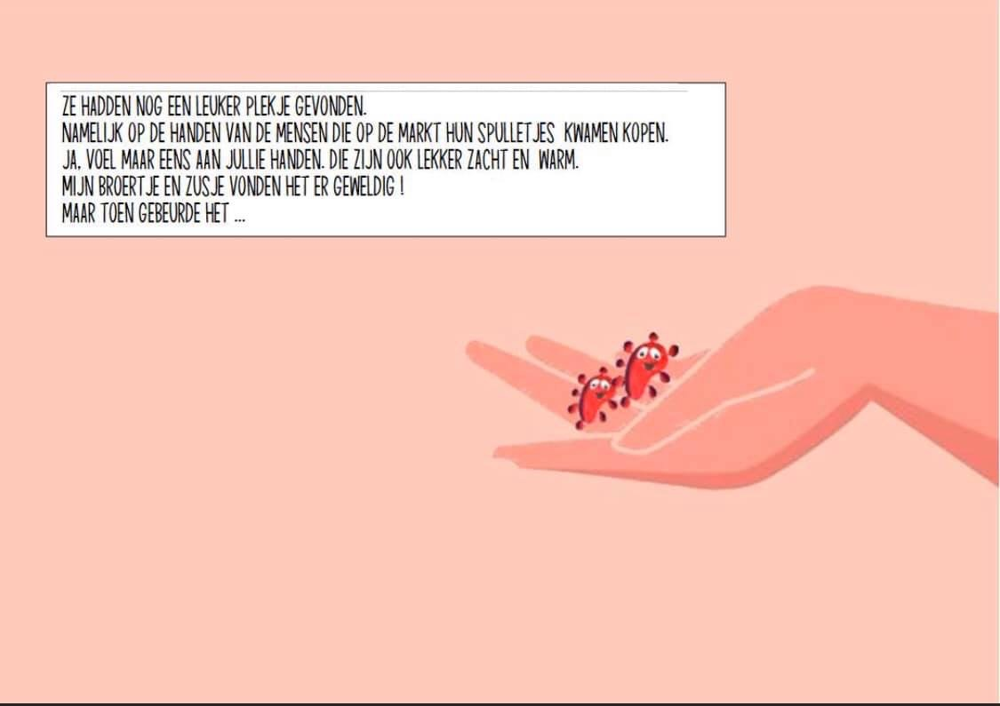 ZE HADDEN NOG EEN LEUKER PLEKJE GEVONDEN.
NAMELIJK OP DE HANDEN VAN DE MENSEN DIE OP DE MARKT HUN SPULLETJES KWAMEN KOPEN.
JA, VOEL MAAR EENS AAN JULLIE HANDEN. DIE ZIJN OOK LEKKER ZACHT EN WARM.
MIJN BROERTJE EN ZUSJE VONDEN HET ER GEWELDIG !
MAAR TOEN GEBEURDE HET ...